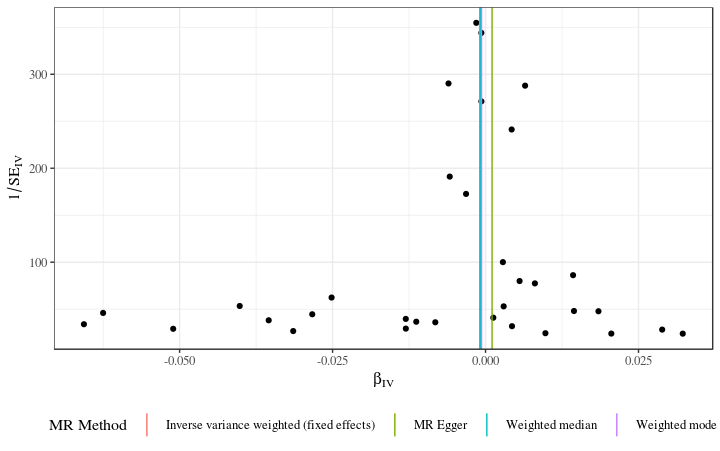 300
200
100
1/SE_IV
-0.050
-0.025
0.000
0.025
β_IV
MR Method
Inverse variance weighted (fixed effects)
MR Egger
Weighted median
Weighted mode